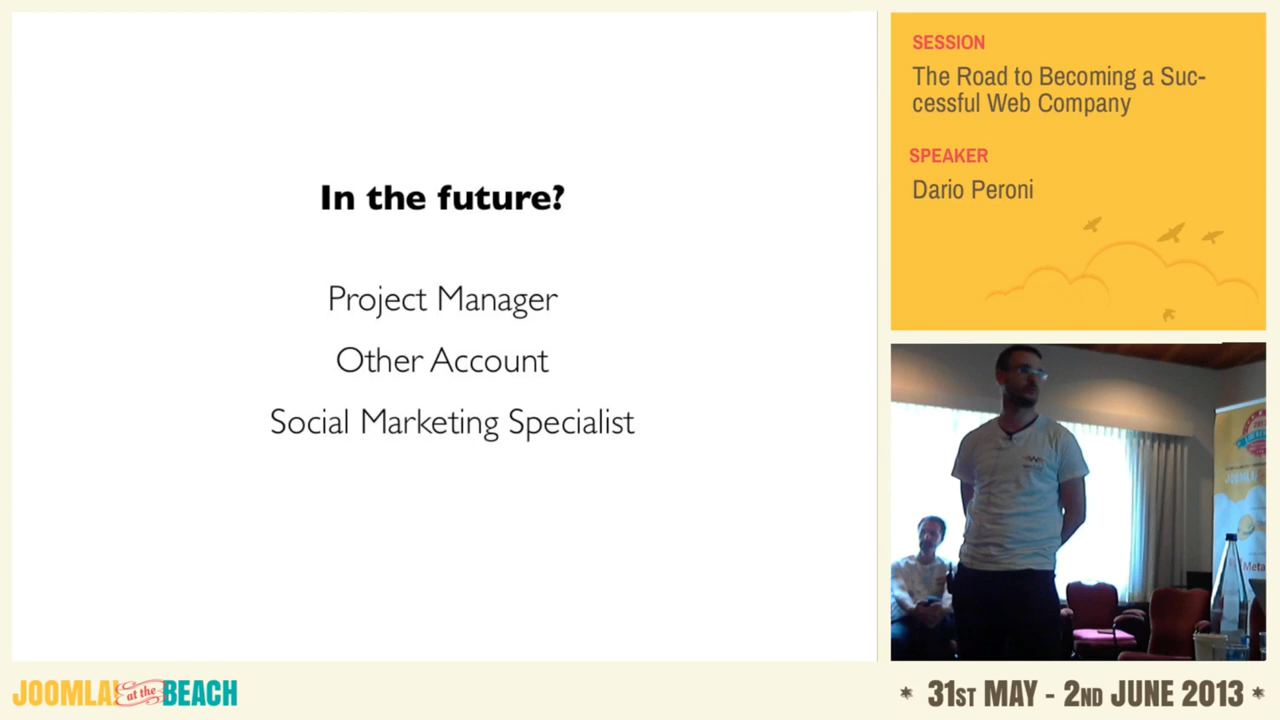 In the future?
Project Manager
Other Account
Social Marketing Specialist
SESSION
The Road to Becoming a Suc-
cessful Web Company
SPEAKER
Dario Peroni
JOOMLA! at the BEACH
* 31ST MAY - 2ND JUNE 2013 *